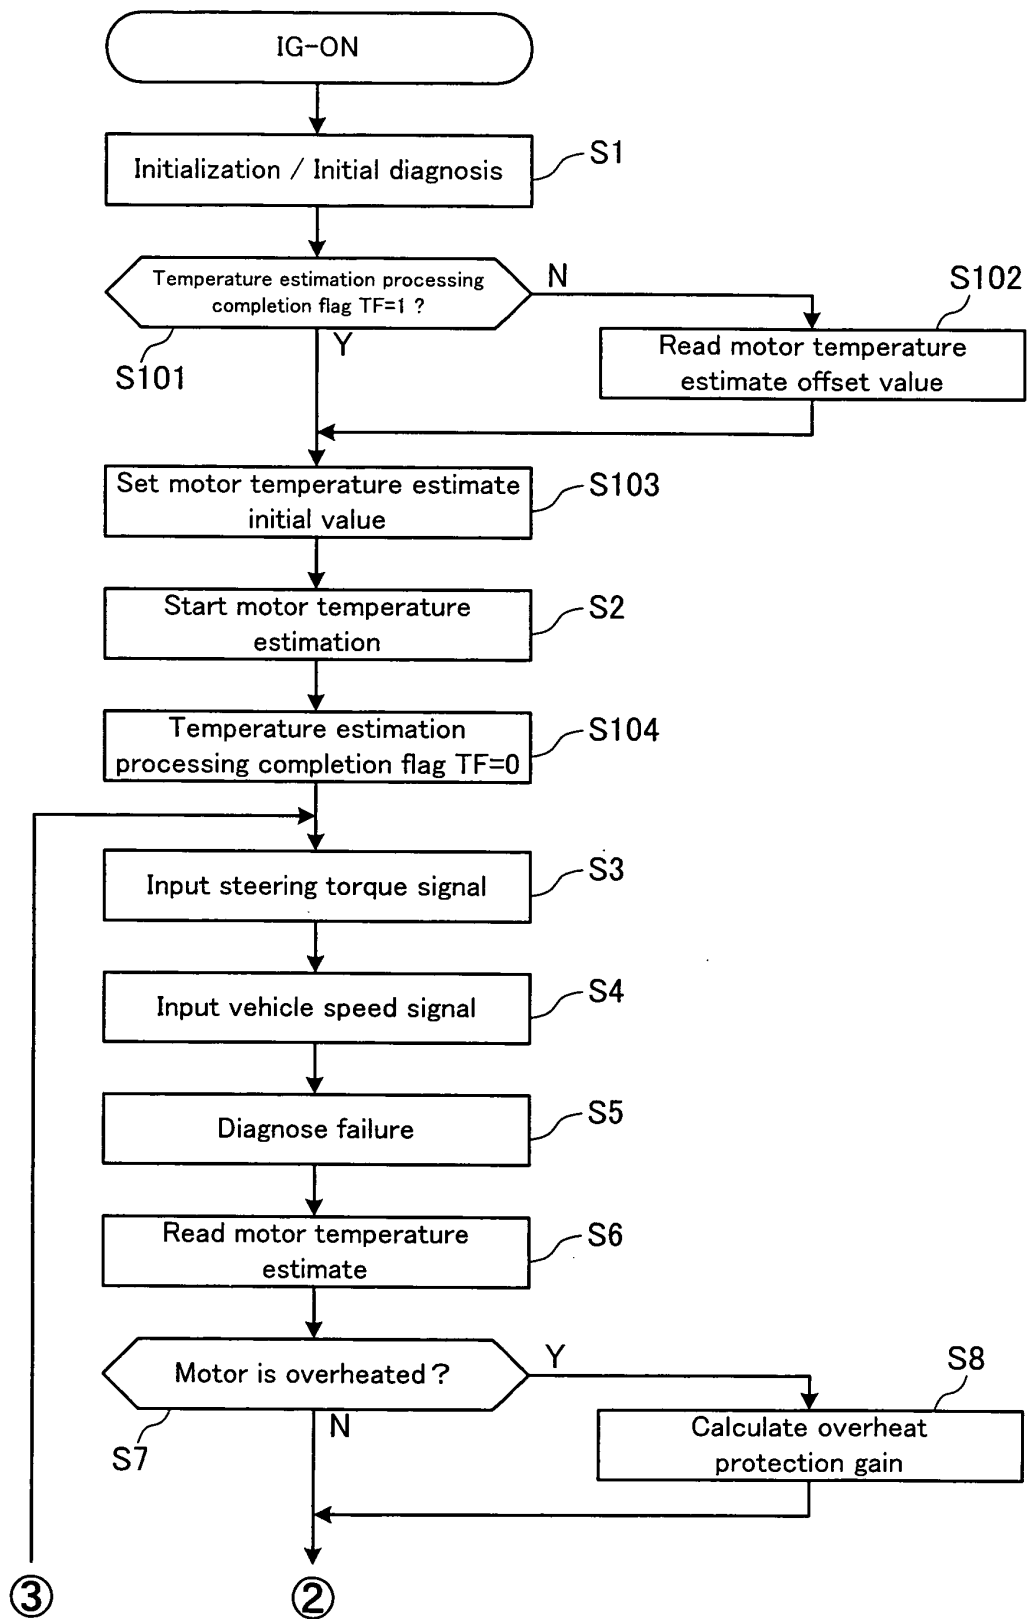 IG-ON
Initialization / Initial diagnosis
S1
Temperature estimation processing
completion flag TF=1 ?
N
Y
S101
S102
Read motor temperature
estimate offset value
Set motor temperature estimate
initial value
S103
Start motor temperature
estimation
S2
Temperature estimation
processing completion flag TF=0
S104
Input steering torque signal
S3
Input vehicle speed signal
S4
Diagnose failure
S5
Read motor temperature
estimate
S6
Motor is overheated?
Y
N
S7
S8
Calculate overheat
protection gain
③
②